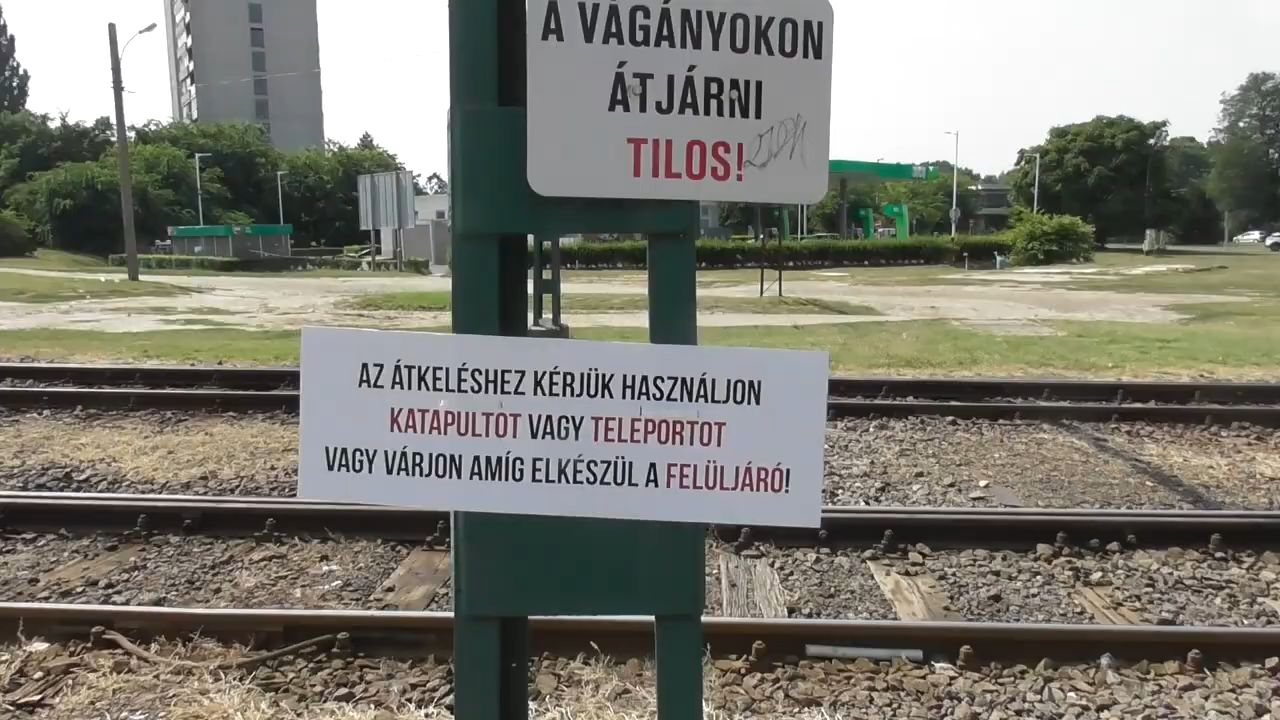 A VÁGÁNYOKON
ÁTJÁRNI
TILOS!
AZ ÁTKELÉSHEZ KÉRJÜK HASZNÁLJON
KATAPULTOT VAGY TELEPORTOT
VAGY VÁRJON AMÍG ELKÉSZÜL A FELÜLJÁRÓ!